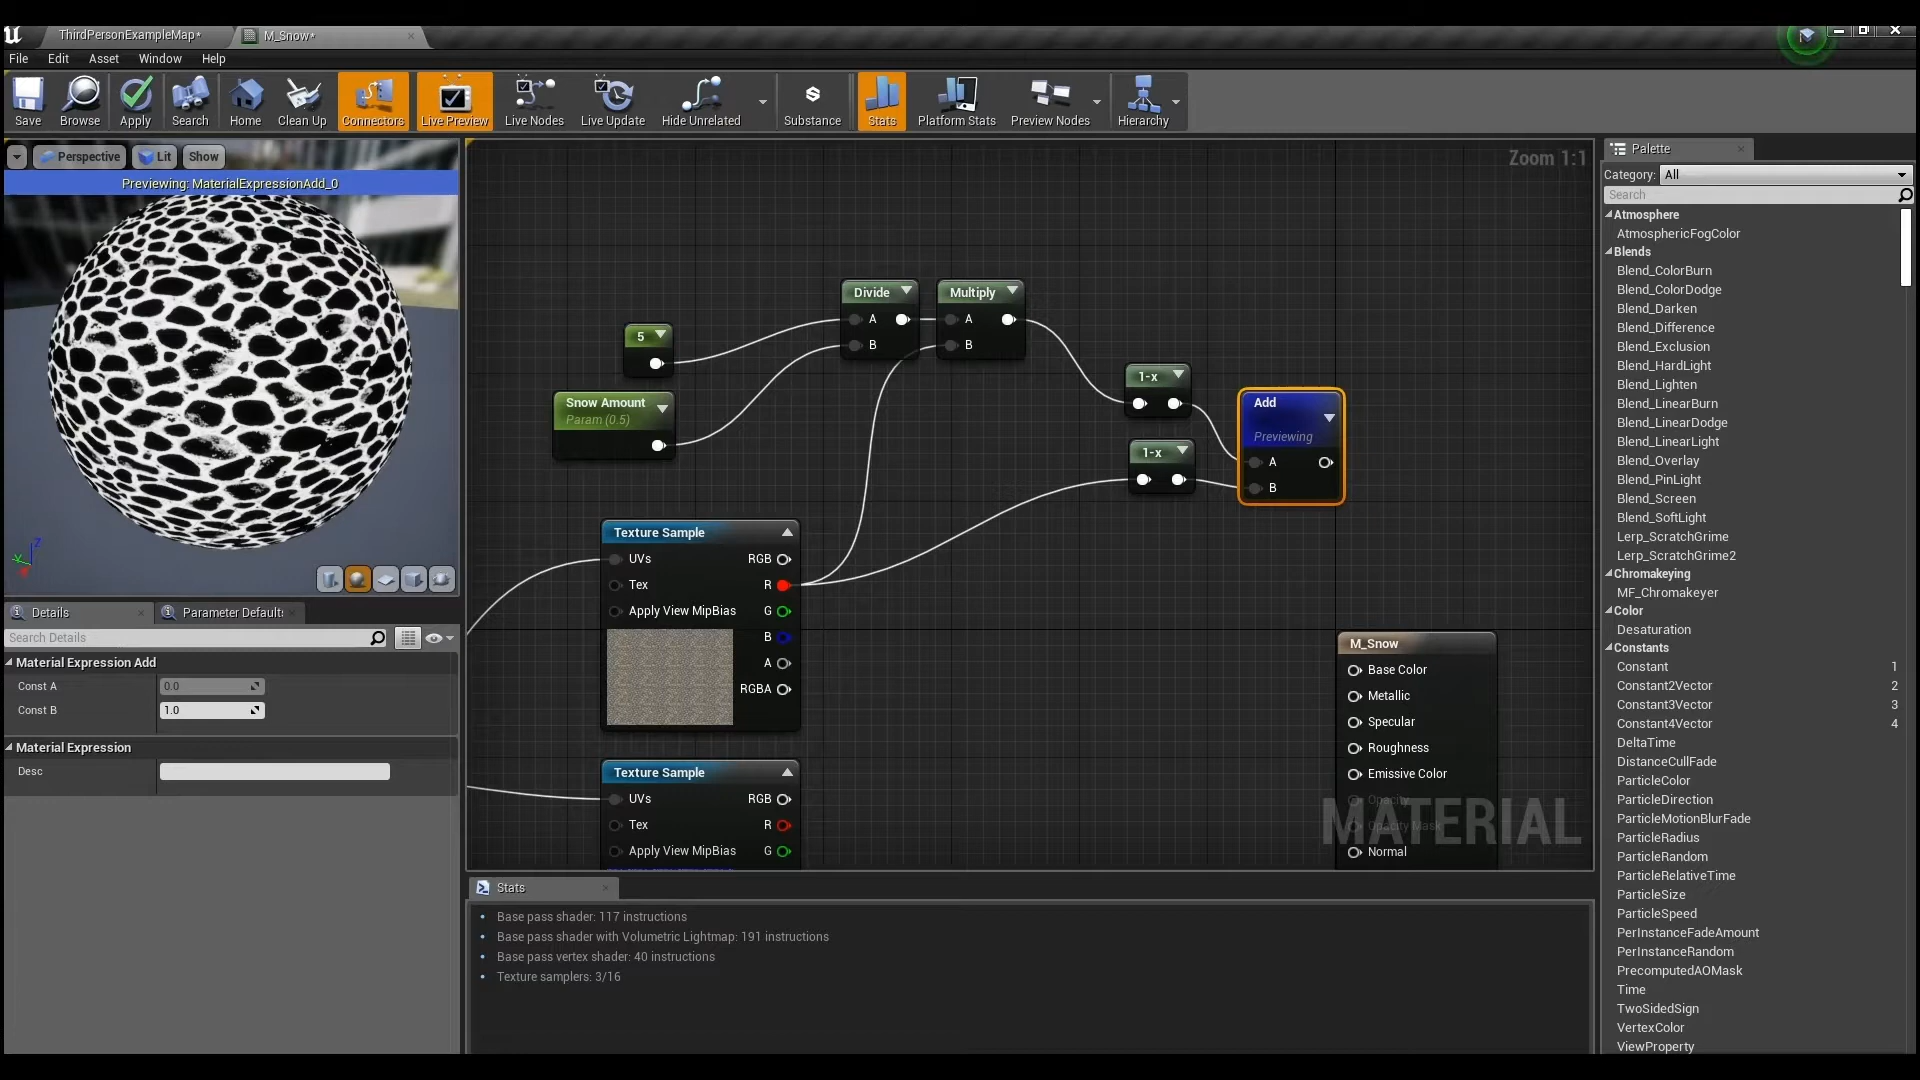 ThirdPersonExampleMap*
M_Snow*
File Edit Asset Window Help
Save Browse Apply Search Home Clean Up Connectors Live Preview Live Nodes Live Update Hide Unrelated Substance Stats Platform Stats Preview Nodes Hierarchy
Perspective Lit Show
Previewing: MaterialExpressionAdd_0
Z
Y
Details
Parameter Default
Search Details
Material Expression Add
Const A 0.0
Const B 1.0
Material Expression
Desc
Zoom 1:1
5
Snow Amount
Param (0.5)
Divide
A
B
Multiply
A
B
1-x
1-x
Add
Previewing
A
B
Texture Sample
UVs RGB
Tex R
Apply View MipBias G
B
A
RGBA
Texture Sample
UVs RGB
Tex R
Apply View MipBias G
M_Snow
Base Color
Metallic
Specular
Roughness
Emissive Color
Opacity
Opacity Mask
Normal
MATERIAL
Stats
Base pass shader: 117 instructions
Base pass shader with Volumetric Lightmap: 191 instructions
Base pass vertex shader: 40 instructions
Texture samplers: 3/16
Palette
Category: All
Search
Atmosphere
AtmosphericFogColor
Blends
Blend_ColorBurn
Blend_ColorDodge
Blend_Darken
Blend_Difference
Blend_Exclusion
Blend_HardLight
Blend_Lighten
Blend_LinearBurn
Blend_LinearDodge
Blend_LinearLight
Blend_Overlay
Blend_PinLight
Blend_Screen
Blend_SoftLight
Lerp_ScratchGrime
Lerp_ScratchGrime2
Chromakeying
MF_Chromakeyer
Color
Desaturation
Constants
Constant 1
Constant2Vector 2
Constant3Vector 3
Constant4Vector 4
DeltaTime
DistanceCullFade
ParticleColor
ParticleDirection
ParticleMotionBlurFade
ParticleRadius
ParticleRandom
ParticleRelativeTime
ParticleSize
ParticleSpeed
PerInstanceFadeAmount
PerInstanceRandom
PrecomputedAOMask
Time
TwoSidedSign
VertexColor
ViewProperty